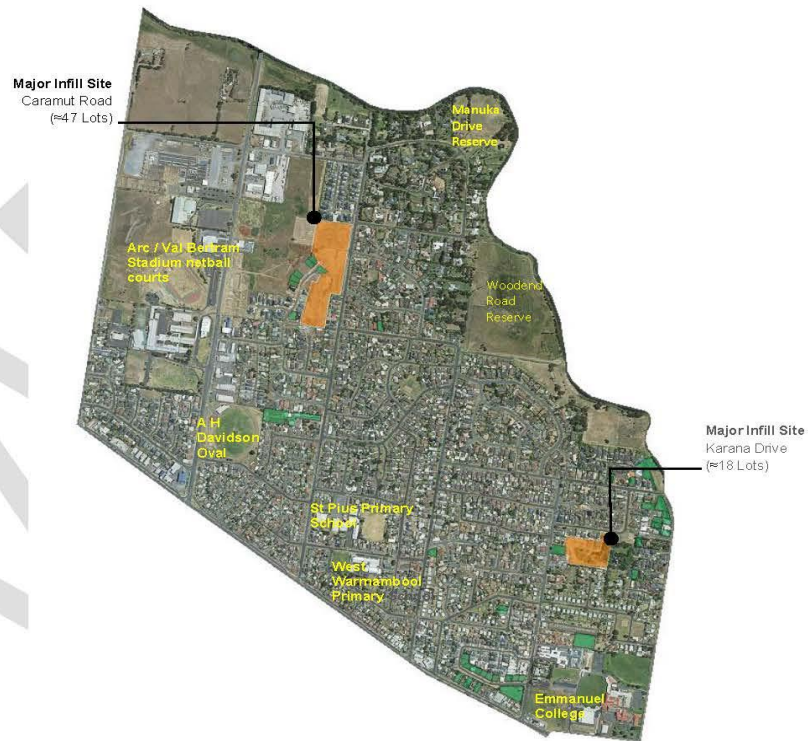 Major Infill Site
Caramut Road
(≈47 Lots)
Manuka
Drive
Reserve
Arc / Val Bertram
Stadium netball
courts
Woodend
Road
Reserve
A H
Davidson
Oval
Major Infill Site
Karana Drive
(≈18 Lots)
St Pius Primary
School
West
Warrnambool
Primary
Emmanuel
College